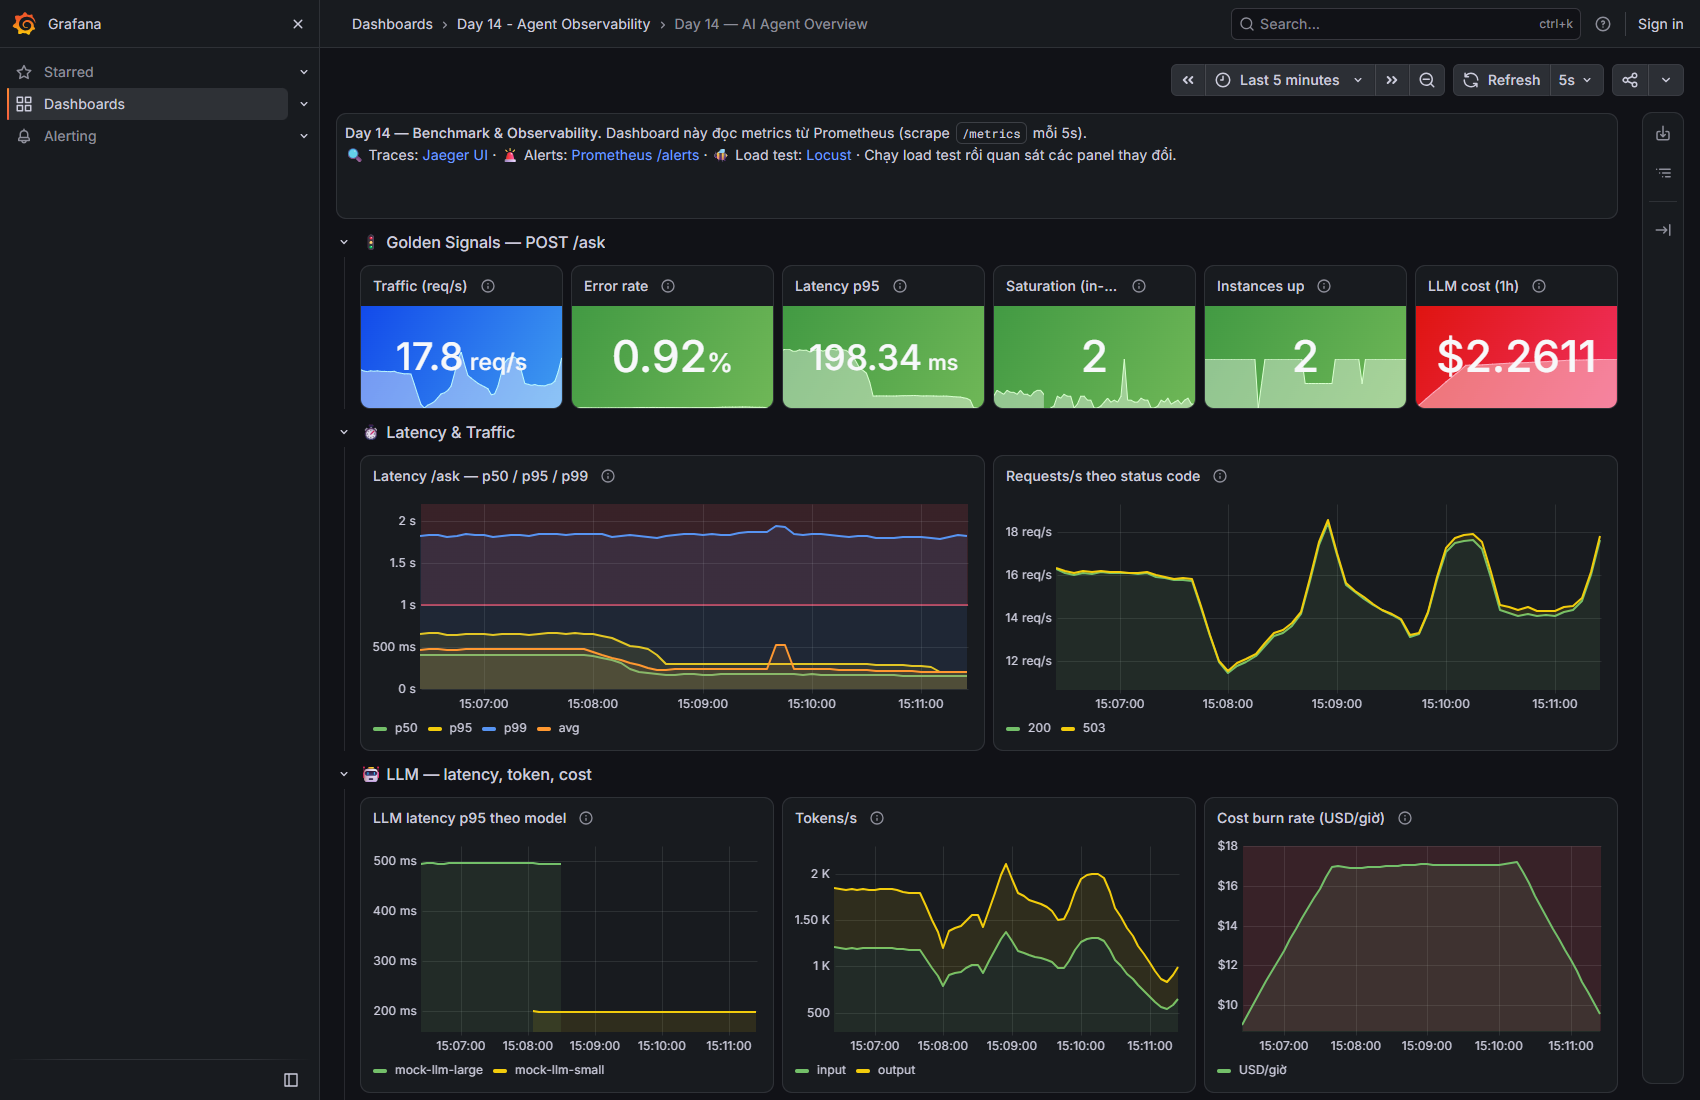 Grafana
Dashboards › Day 14 - Agent Observability › Day 14 — AI Agent Overview
Search...
ctrl+k
Sign in
Starred
Dashboards
Alerting
Last 5 minutes
Refresh
5s
Day 14 — Benchmark & Observability. Dashboard này đọc metrics từ Prometheus (scrape /metrics mỗi 5s).
Traces: Jaeger UI · Alerts: Prometheus /alerts · Load test: Locust · Chạy load test rồi quan sát các panel thay đổi.
Golden Signals — POST /ask
Traffic (req/s)
17.8 req/s
Error rate
0.92%
Latency p95
198.34 ms
Saturation (in-...
2
Instances up
2
LLM cost (1h)
$2.2611
Latency & Traffic
Latency /ask — p50 / p95 / p99
2 s
1.5 s
1 s
500 ms
0 s
15:07:00 15:08:00 15:09:00 15:10:00 15:11:00
p50 p95 p99 avg
Requests/s theo status code
18 req/s
16 req/s
14 req/s
12 req/s
15:07:00 15:08:00 15:09:00 15:10:00 15:11:00
200 503
LLM — latency, token, cost
LLM latency p95 theo model
500 ms
400 ms
300 ms
200 ms
15:07:00 15:08:00 15:09:00 15:10:00 15:11:00
mock-llm-large mock-llm-small
Tokens/s
2 K
1.50 K
1 K
500
15:07:00 15:08:00 15:09:00 15:10:00 15:11:00
input output
Cost burn rate (USD/giờ)
$18
$16
$14
$12
$10
15:07:00 15:08:00 15:09:00 15:10:00 15:11:00
USD/giờ